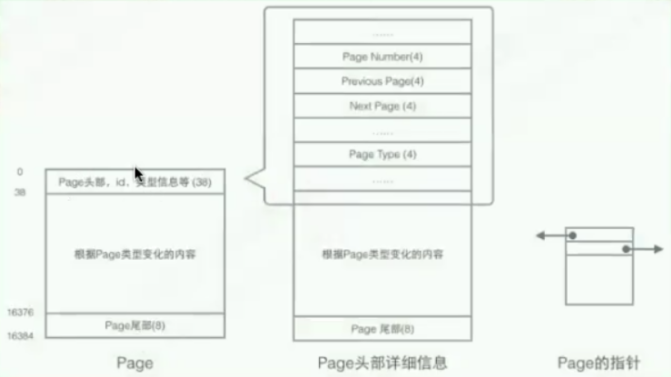 0
Page头部，id，类型信息等 (38)
38
根据Page类型变化的内容
16376
Page尾部(8)
16384
Page
......
Page Number(4)
Previous Page(4)
Next Page (4)
......
Page Type (4)
......
根据Page类型变化的内容
Page 尾部(8)
Page头部详细信息
Page的指针